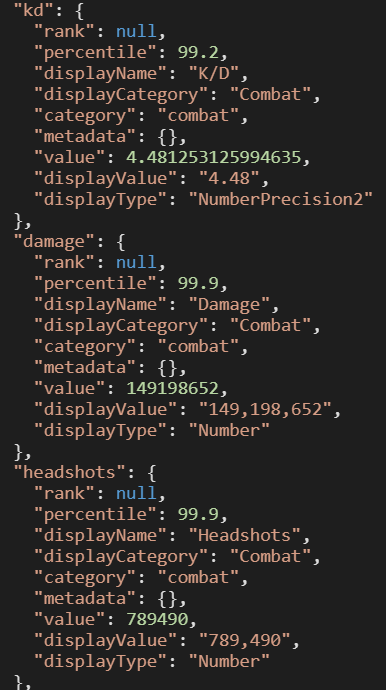 "kd": {
"rank": null,
"percentile": 99.2,
"displayName": "K/D",
"displayCategory": "Combat",
"category": "combat",
"metadata": {},
"value": 4.481253125994635,
"displayValue": "4.48",
"displayType": "NumberPrecision2"
},
"damage": {
"rank": null,
"percentile": 99.9,
"displayName": "Damage",
"displayCategory": "Combat",
"category": "combat",
"metadata": {},
"value": 149198652,
"displayValue": "149,198,652",
"displayType": "Number"
},
"headshots": {
"rank": null,
"percentile": 99.9,
"displayName": "Headshots",
"displayCategory": "Combat",
"category": "combat",
"metadata": {},
"value": 789490,
"displayValue": "789,490",
"displayType": "Number"
},